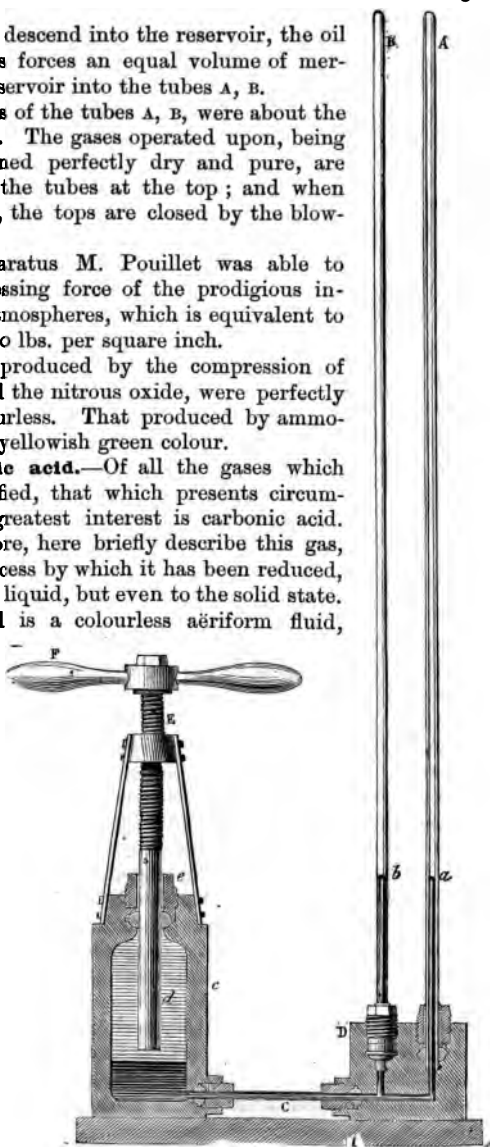 descend into the reservoir, the oil
s forces an equal volume of mer-
servoir into the tubes A, B.
s of the tubes A, B, were about the
. The gases operated upon, being
ned perfectly dry and pure, are
the tubes at the top ; and when
, the tops are closed by the blow-
aratus M. Pouillet was able to
ssing force of the prodigious in-
mospheres, which is equivalent to
o lbs. per square inch.
produced by the compression of
d the nitrous oxide, were perfectly
urless. That produced by ammo-
yellowish green colour.
ic acid.—Of all the gases which
fied, that which presents circum-
greatest interest is carbonic acid.
ore, here briefly describe this gas,
cess by which it has been reduced,
liquid, but even to the solid state.
d is a colourless aëriform fluid,
B A
F
E
b a
e
c
d
D
C